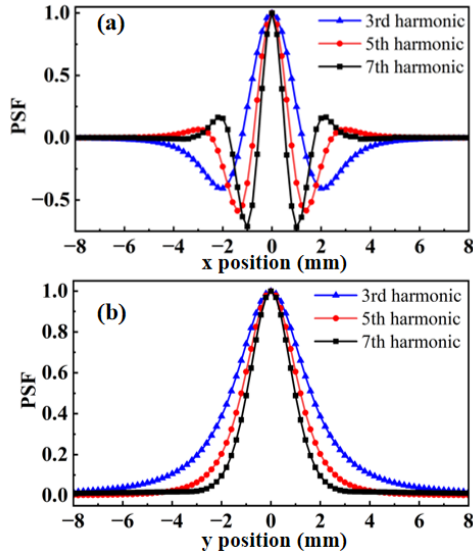 (a)
3rd harmonic
5th harmonic
7th harmonic
PSF
1.0
0.5
0.0
−0.5
−8 −6 −4 −2 0 2 4 6 8
x position (mm)
(b)
3rd harmonic
5th harmonic
7th harmonic
PSF
1.0
0.8
0.6
0.4
0.2
0.0
−8 −6 −4 −2 0 2 4 6 8
y position (mm)